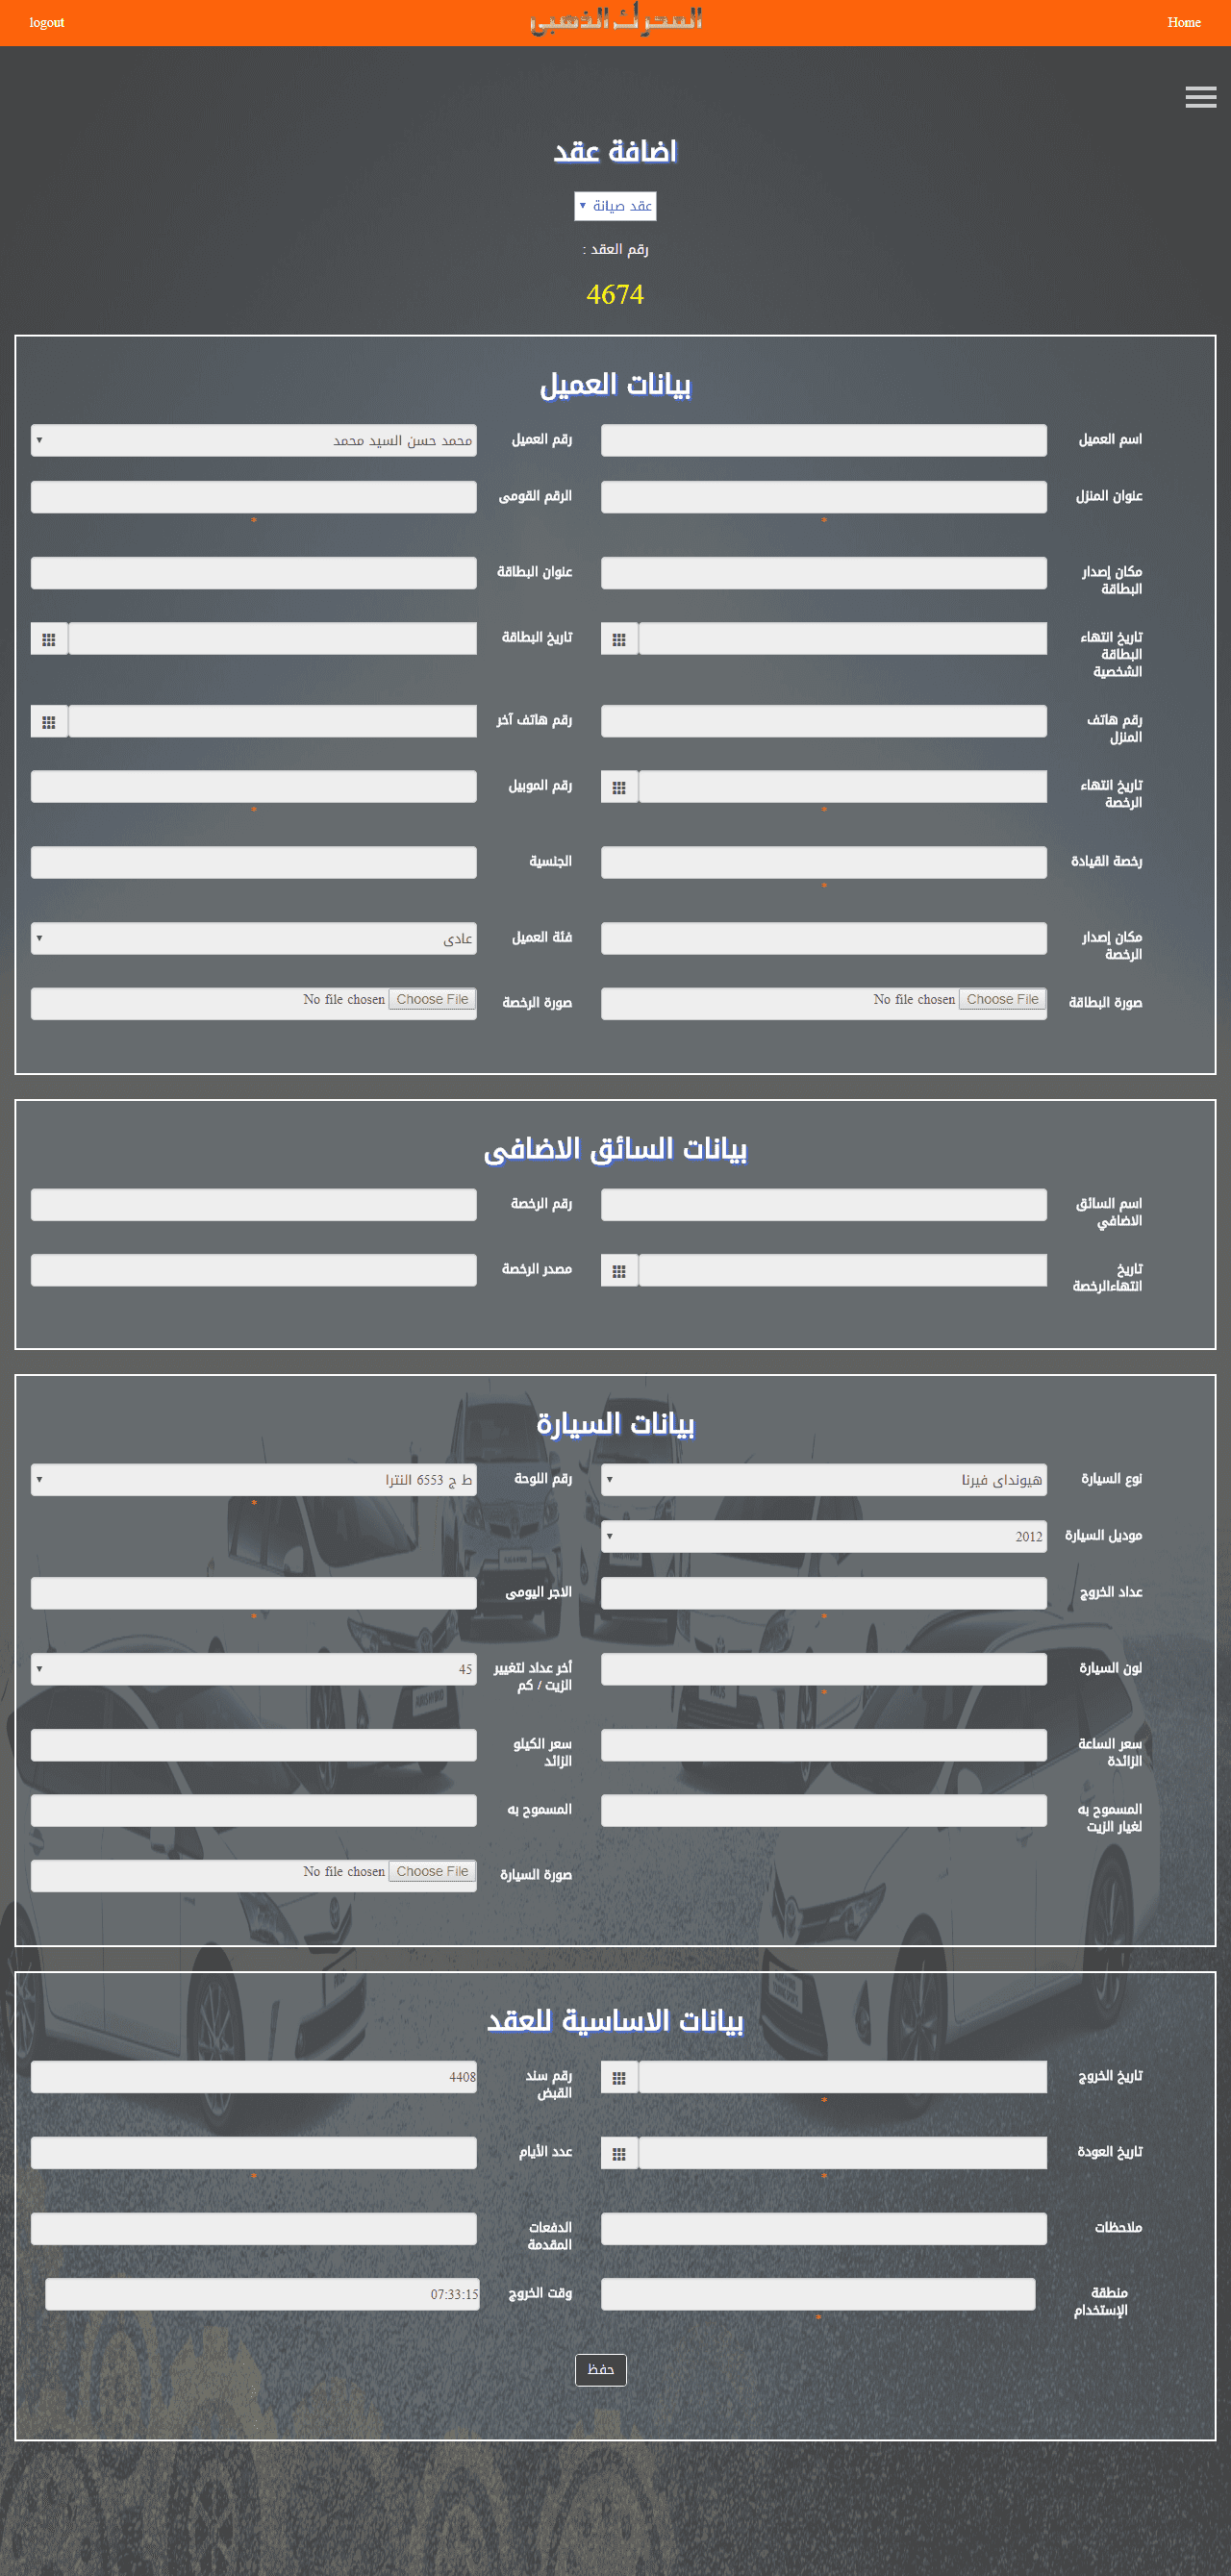 Home
المحرك الذهبى
logout
اضافة عقد
عقد صيانة
رقم العقد :
4674
بيانات العميل
اسم العميل
رقم العميل
محمد حسن السيد محمد
عنوان المنزل
*
الرقم القومى
*
مكان إصدار
البطاقة
عنوان البطاقة
تاريخ انتهاء
البطاقة
الشخصية
تاريخ البطاقة
رقم هاتف
المنزل
رقم هاتف آخر
تاريخ انتهاء
الرخصة
*
رقم الموبيل
*
رخصة القيادة
*
الجنسية
مكان إصدار
الرخصة
فئة العميل
عادى
صورة البطاقة
Choose File No file chosen
صورة الرخصة
Choose File No file chosen
بيانات السائق الاضافى
اسم السائق
الاضافي
رقم الرخصة
تاريخ
انتهاءالرخصة
مصدر الرخصة
بيانات السيارة
نوع السيارة
هيونداى فيرنا
رقم اللوحة
ط ج 6553 النترا
*
موديل السيارة
2012
عداد الخروج
*
الاجر اليومى
*
لون السيارة
*
أخر عداد لتغيير
الزيت / كم
45
سعر الساعة
الزائدة
سعر الكيلو
الزائد
المسموح به
لغيار الزيت
المسموح به
صورة السيارة
Choose File No file chosen
بيانات الاساسية للعقد
تاريخ الخروج
*
رقم سند
القبض
4408
تاريخ العودة
*
عدد الأيام
*
ملاحظات
الدفعات
المقدمة
منطقة
الإستخدام
*
وقت الخروج
07:33:15
حفظ